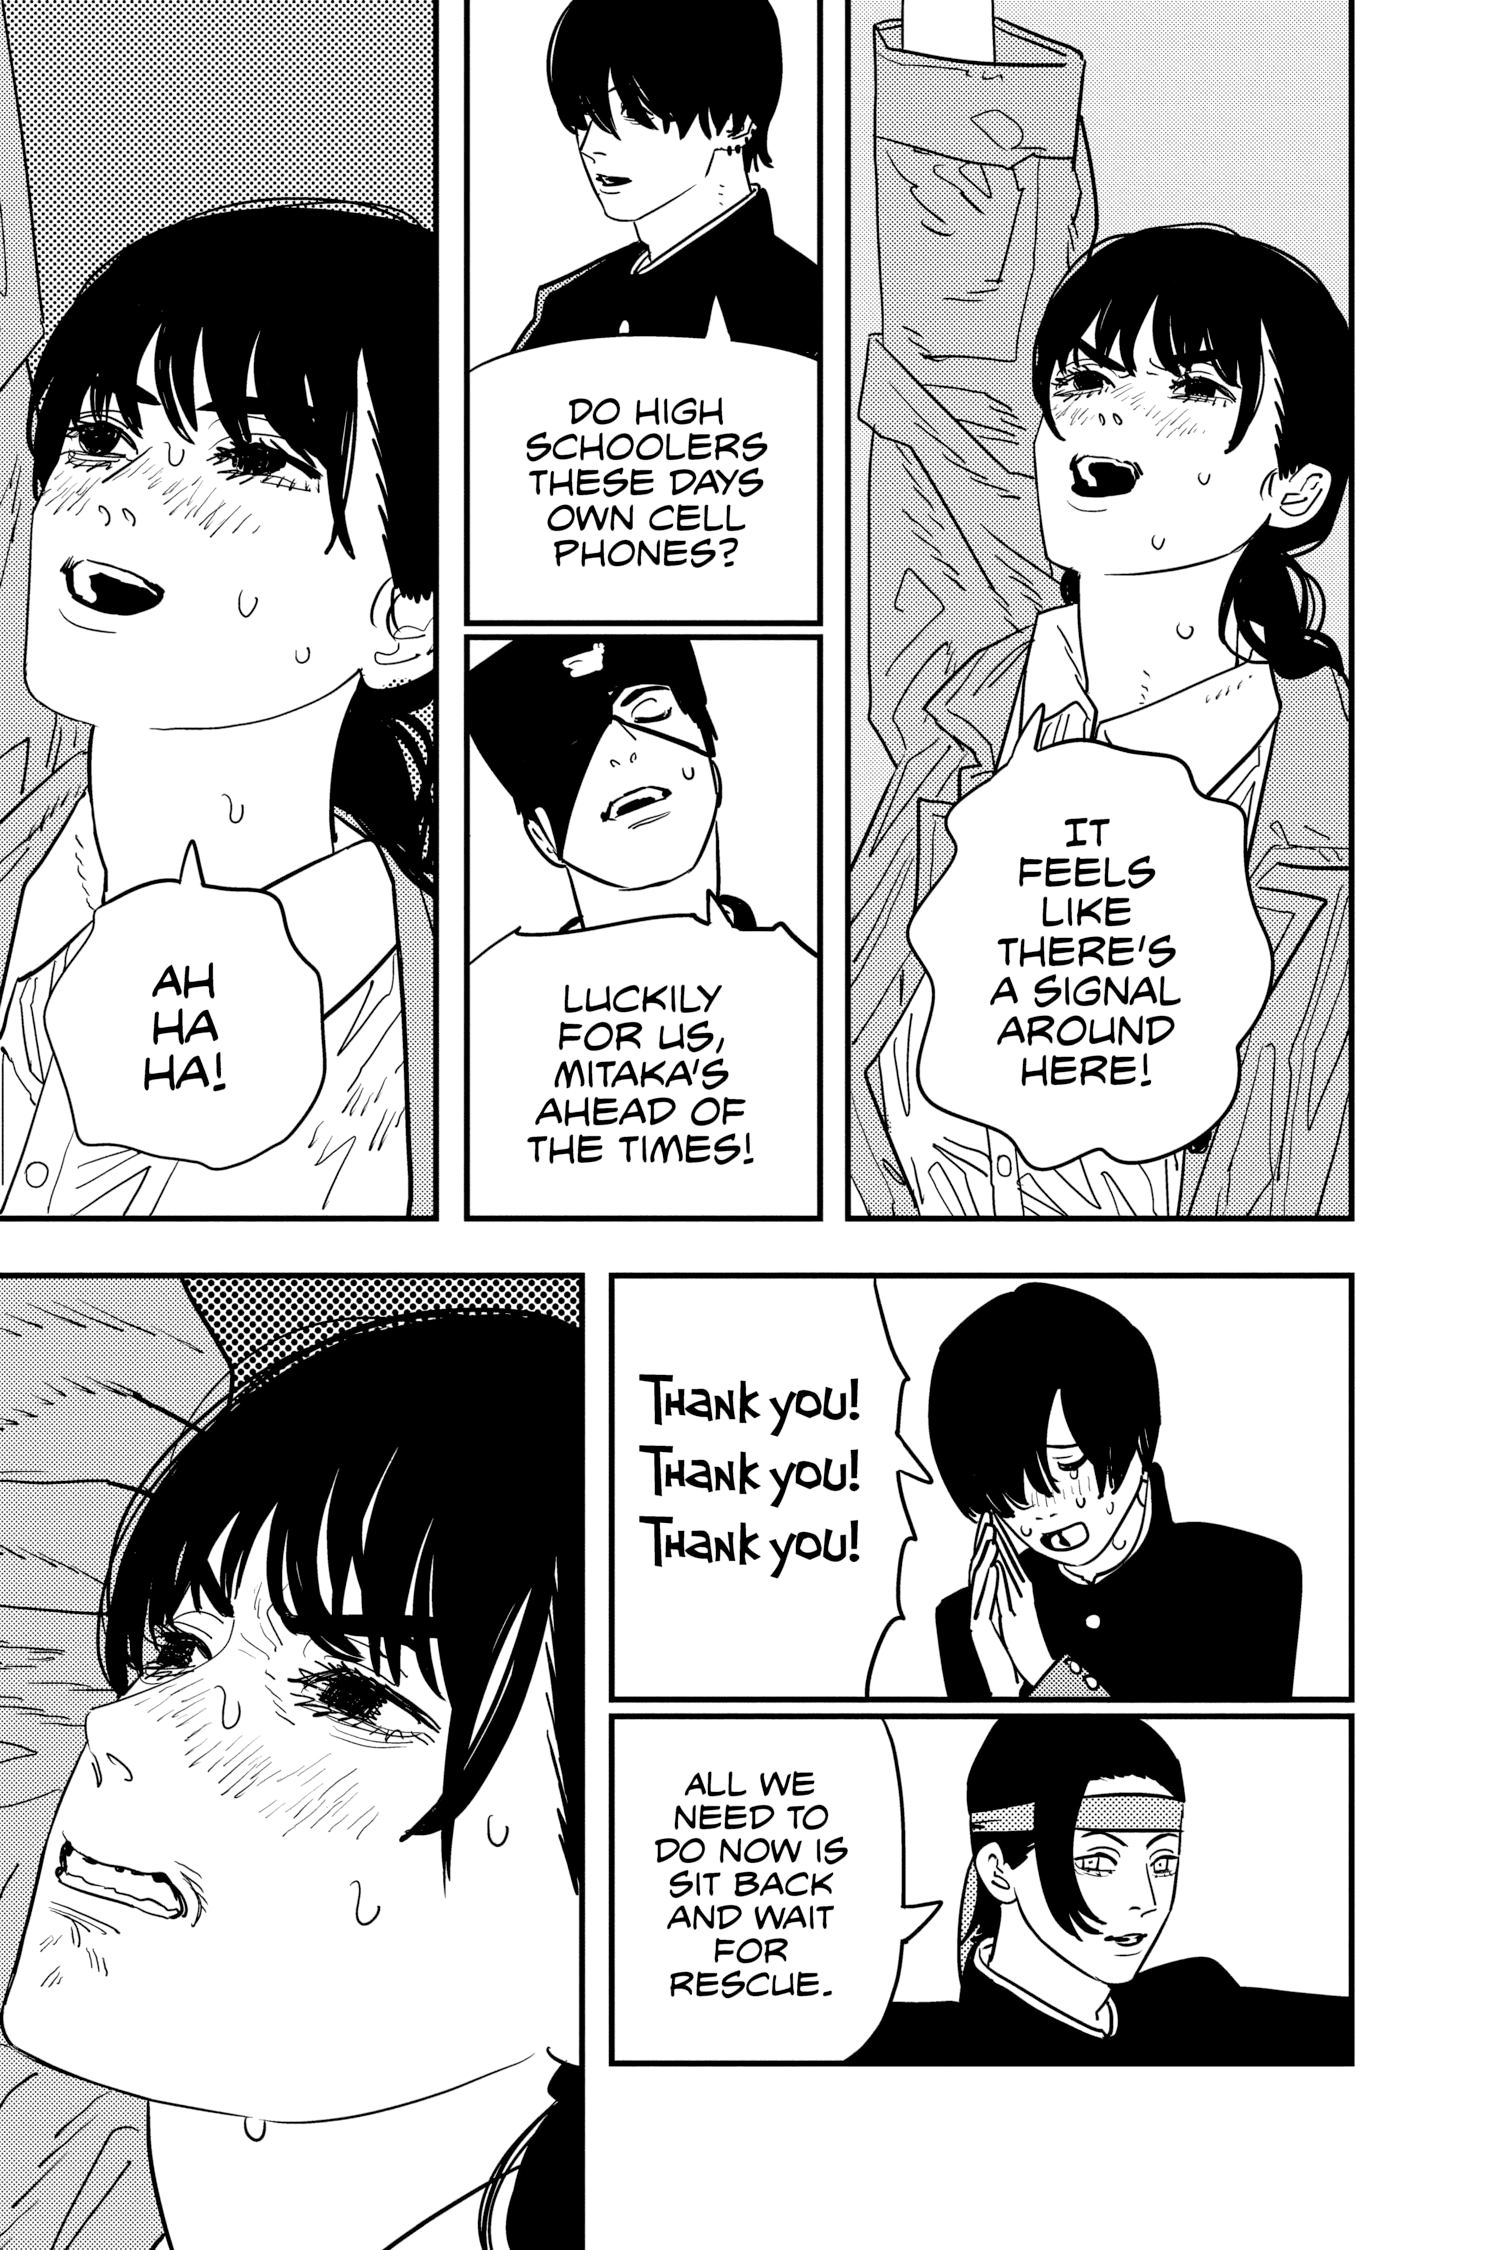 IT
FEELS
LIKE
THERE'S
A SIGNAL
AROUND
HERE!
DO HIGH
SCHOOLERS
THESE DAYS
OWN CELL
PHONES?
LUCKILY
FOR US,
MITAKA'S
AHEAD OF
THE TIMES!
AH
HA
HA!
THANK YOU!
THANK YOU!
THANK YOU!
ALL WE
NEED TO
DO NOW IS
SIT BACK
AND WAIT
FOR
RESCUE.